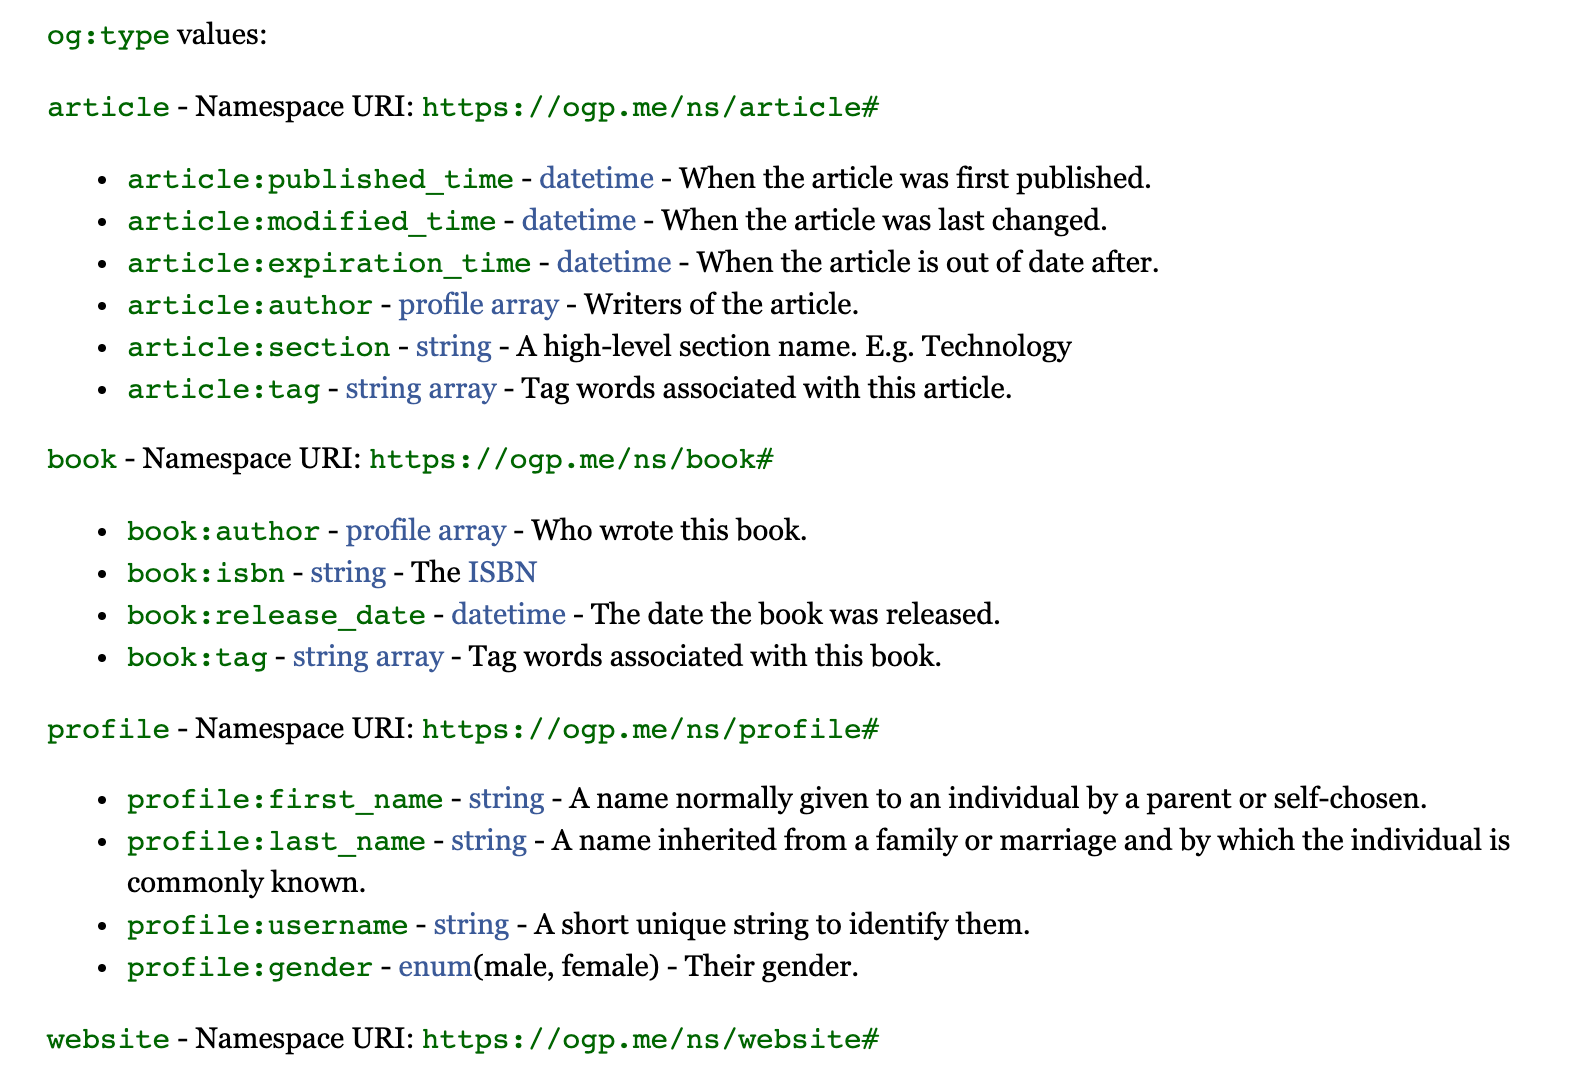 og:type values:
article - Namespace URI: https://ogp.me/ns/article#
• article:published_time - datetime - When the article was first published.
• article:modified_time - datetime - When the article was last changed.
• article:expiration_time - datetime - When the article is out of date after.
• article:author - profile array - Writers of the article.
• article:section - string - A high-level section name. E.g. Technology
• article:tag - string array - Tag words associated with this article.
book - Namespace URI: https://ogp.me/ns/book#
• book:author - profile array - Who wrote this book.
• book:isbn - string - The ISBN
• book:release_date - datetime - The date the book was released.
• book:tag - string array - Tag words associated with this book.
profile - Namespace URI: https://ogp.me/ns/profile#
• profile:first_name - string - A name normally given to an individual by a parent or self-chosen.
• profile:last_name - string - A name inherited from a family or marriage and by which the individual is
commonly known.
• profile:username - string - A short unique string to identify them.
• profile:gender - enum(male, female) - Their gender.
website - Namespace URI: https://ogp.me/ns/website#